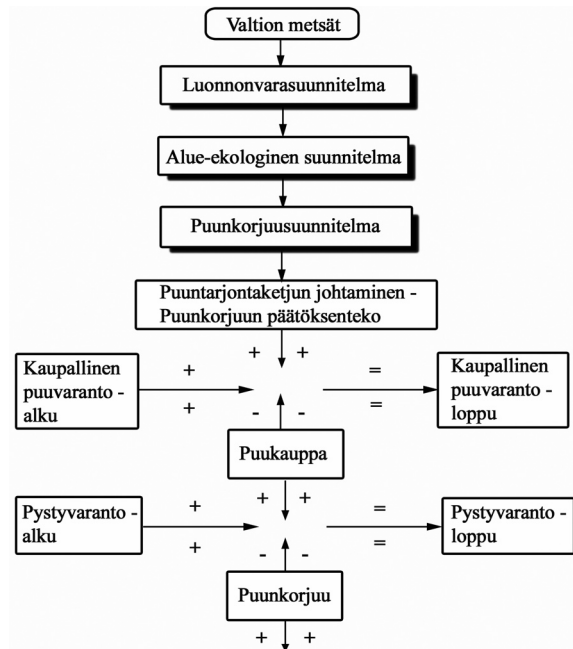 Valtion metsät
Luonnonvarasuunnitelma
Alue-ekologinen suunnitelma
Puunkorjuusuunnitelma
Puuntarjontaketjun johtaminen -
Puunkorjuun päätöksenteko
+ +
Kaupallinen
puuvaranto -
alku
+
+
=
=
Kaupallinen
puuvaranto -
loppu
- -
Puukauppa
+ +
Pystyvaranto -
alku
+
+
=
=
Pystyvaranto -
loppu
- -
Puunkorjuu
+ +